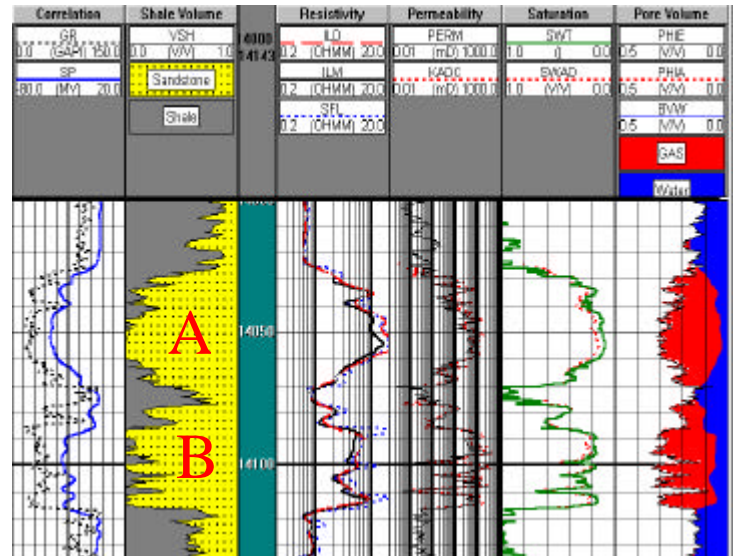 Correlation Shale Volume Resistivity Permeability Saturation Pore Volume
GR VSH 14000 ILD PERM SWT PHIE
0.0 (GAPI) 150.0 0.0 (V/V) 1.0 14143 0.2 (OHMM) 20.0 0.01 (mD) 1000.0 1.0 () 0.0 0.5 (V/V) 0.0
SP Sandstone ILM KADC SWAD PHIA
-80.0 (MV) 20.0 0.2 (OHMM) 20.0 0.01 (mD) 1000.0 1.0 (V/V) 0.0 0.5 (V/V) 0.0
Shale SFL BVW
0.2 (OHMM) 20.0 0.5 (V/V) 0.0
GAS
Water
A 14050
B 14100